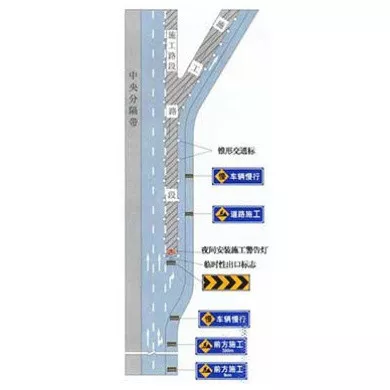 施工路段
施
工
中央分隔带
路
锥形交通标
车辆慢行
道路施工
段
夜间安装施工警告灯
临时性出口标志
车辆慢行
前方施工
前方施工